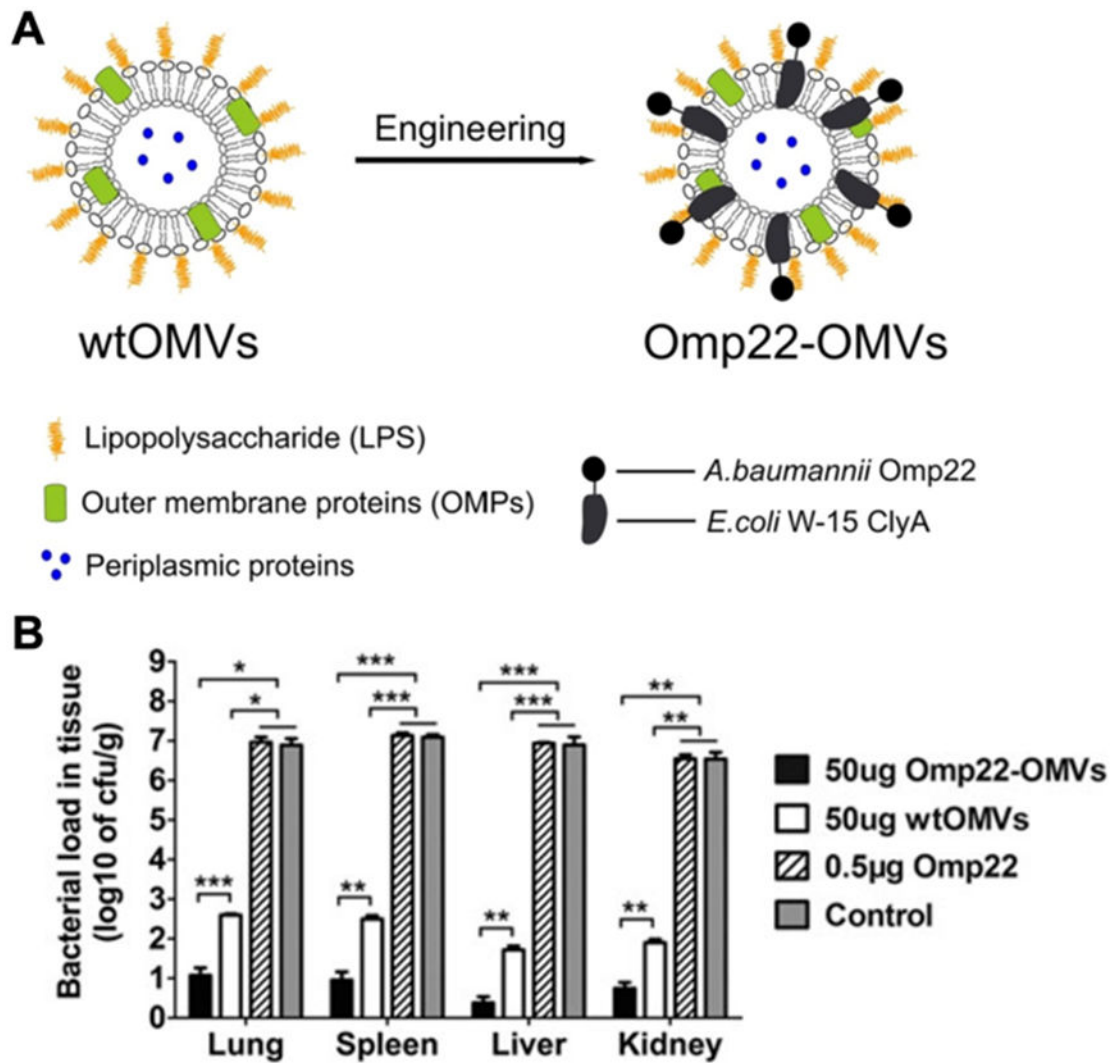 A
Engineering
wtOMVs
Omp22-OMVs
Lipopolysaccharide (LPS)
Outer membrane proteins (OMPs)
Periplasmic proteins
A.baumannii Omp22
E.coli W-15 ClyA
B
Bacterial load in tissue
(log10 of cfu/g)
9
8
7
6
5
4
3
2
1
0
*
*
***
***
***
***
***
**
**
**
**
**
Lung Spleen Liver Kidney
50ug Omp22-OMVs
50ug wtOMVs
0.5µg Omp22
Control